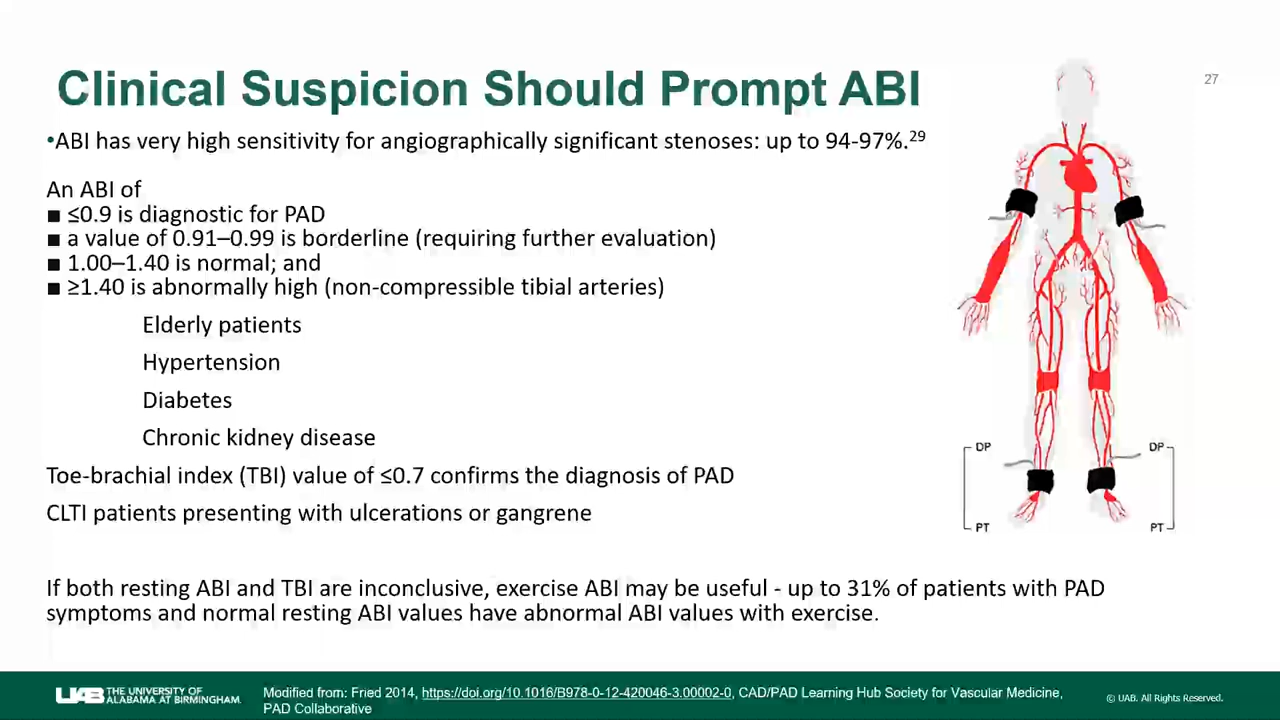 27
Clinical Suspicion Should Prompt ABI
•ABI has very high sensitivity for angiographically significant stenoses: up to 94-97%.29
An ABI of
■ ≤0.9 is diagnostic for PAD
■ a value of 0.91–0.99 is borderline (requiring further evaluation)
■ 1.00–1.40 is normal; and
■ ≥1.40 is abnormally high (non-compressible tibial arteries)
Elderly patients
Hypertension
Diabetes
Chronic kidney disease
Toe-brachial index (TBI) value of ≤0.7 confirms the diagnosis of PAD
CLTI patients presenting with ulcerations or gangrene
If both resting ABI and TBI are inconclusive, exercise ABI may be useful - up to 31% of patients with PAD
symptoms and normal resting ABI values have abnormal ABI values with exercise.
DP
DP
PT
PT
UAB THE UNIVERSITY OF
ALABAMA AT BIRMINGHAM
Modified from: Fried 2014, https://doi.org/10.1016/B978-0-12-420046-3.00002-0, CAD/PAD Learning Hub Society for Vascular Medicine,
PAD Collaborative
© UAB. All Rights Reserved.